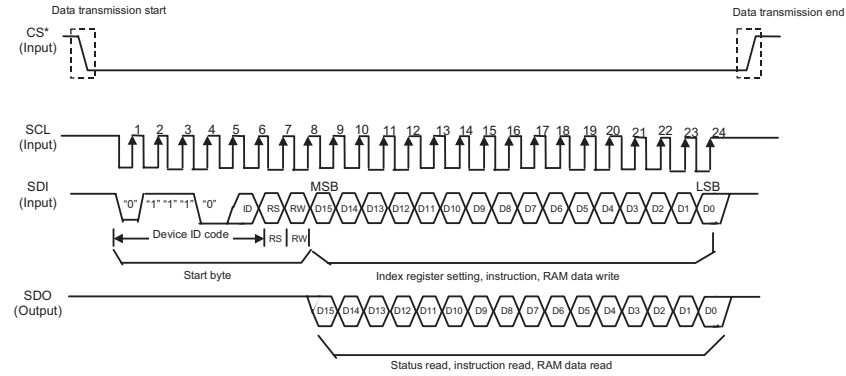 Data transmission start
Data transmission end
CS*
(Input)
SCL
(Input)
1 2 3 4 5 6 7 8 9 10 11 12 13 14 15 16 17 18 19 20 21 22 23 24
SDI
(Input)
MSB
LSB
"0" "1" "1" "1" "0" ID RS RW D15 D14 D13 D12 D11 D10 D9 D8 D7 D6 D5 D4 D3 D2 D1 D0
Device ID code RS RW
Start byte
Index register setting, instruction, RAM data write
SDO
(Output)
D15 D14 D13 D12 D11 D10 D9 D8 D7 D6 D5 D4 D3 D2 D1 D0
Status read, instruction read, RAM data read